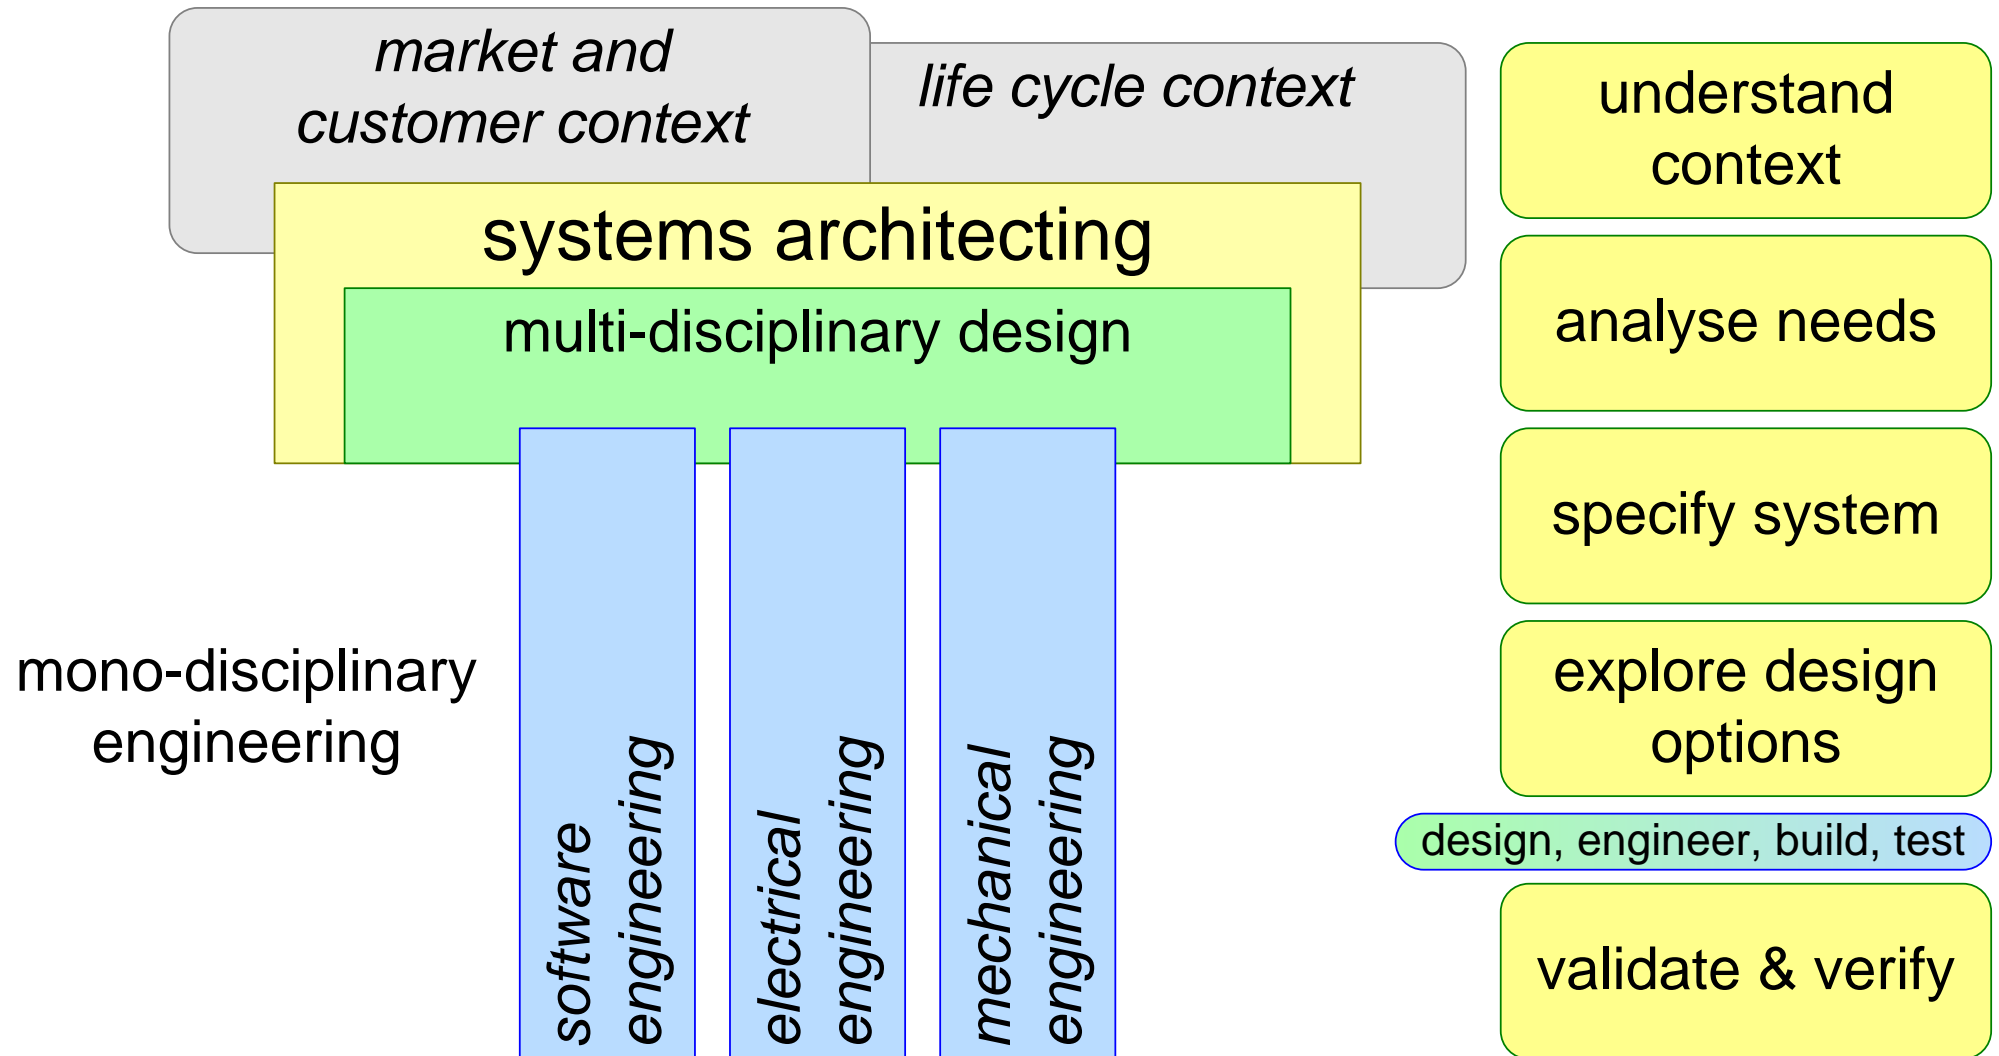 market and
customer context
life cycle context
systems architecting
multi-disciplinary design
mono-disciplinary
engineering
software
engineering
electrical
engineering
mechanical
engineering
understand
context
analyse needs
specify system
explore design
options
design, engineer, build, test
validate & verify